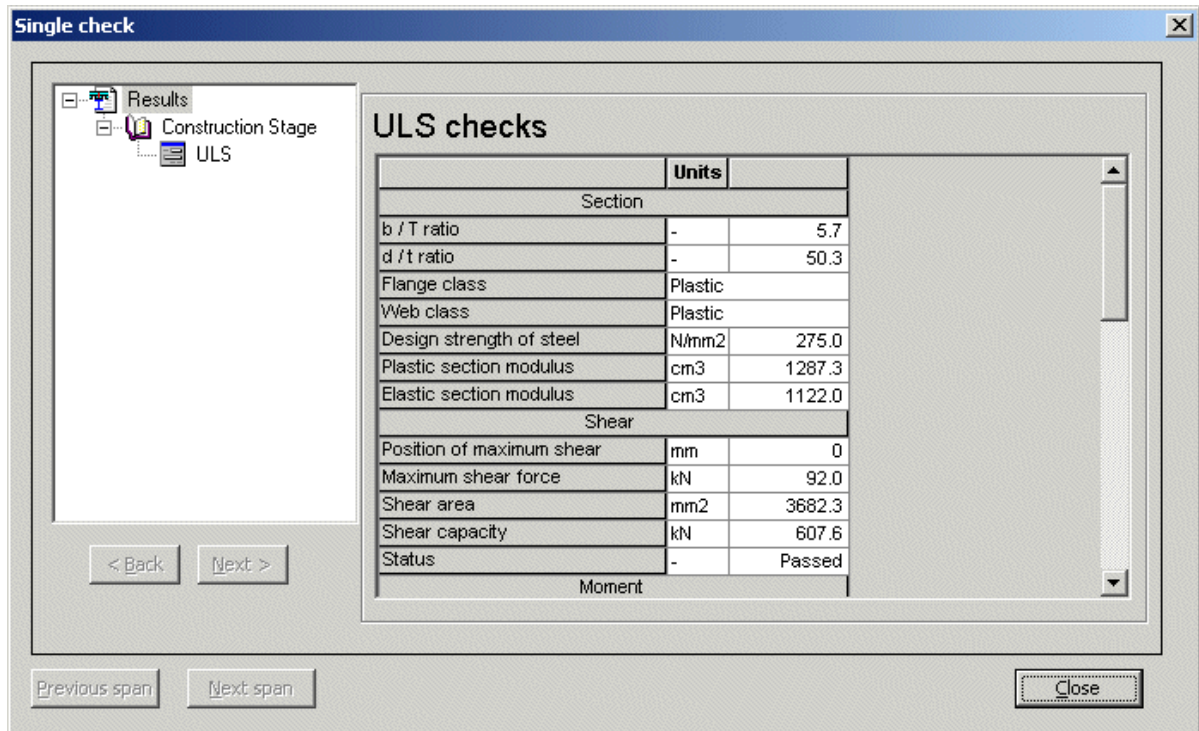 Single check
Results
Construction Stage
ULS
ULS checks
Units
Section
b / T ratio - 5.7
d / t ratio - 50.3
Flange class Plastic
Web class Plastic
Design strength of steel N/mm2 275.0
Plastic section modulus cm3 1287.3
Elastic section modulus cm3 1122.0
Shear
Position of maximum shear mm 0
Maximum shear force kN 92.0
Shear area mm2 3682.3
Shear capacity kN 607.6
Status - Passed
Moment
< Back Next >
Previous span Next span Close